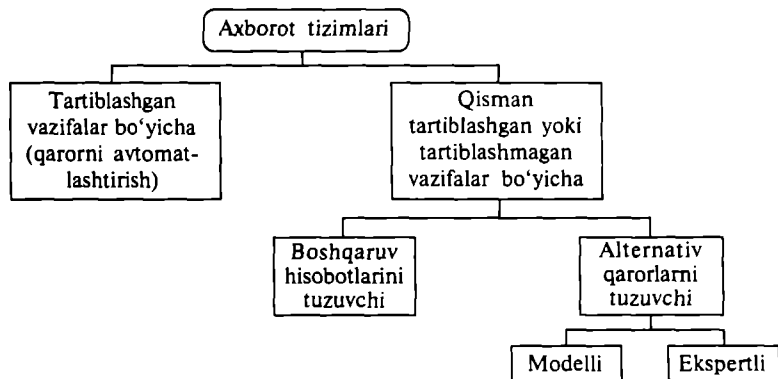 Axborot tizimlari
Tartiblashgan
vazifalar bo‘yicha
(qarorni avtomat-
lashtirish)
Qisman
tartiblashgan yoki
tartiblashmagan
vazifalar bo‘yicha
Boshqaruv
hisobotlarini
tuzuvchi
Alternativ
qarorlarni
tuzuvchi
Modelli
Ekspertli